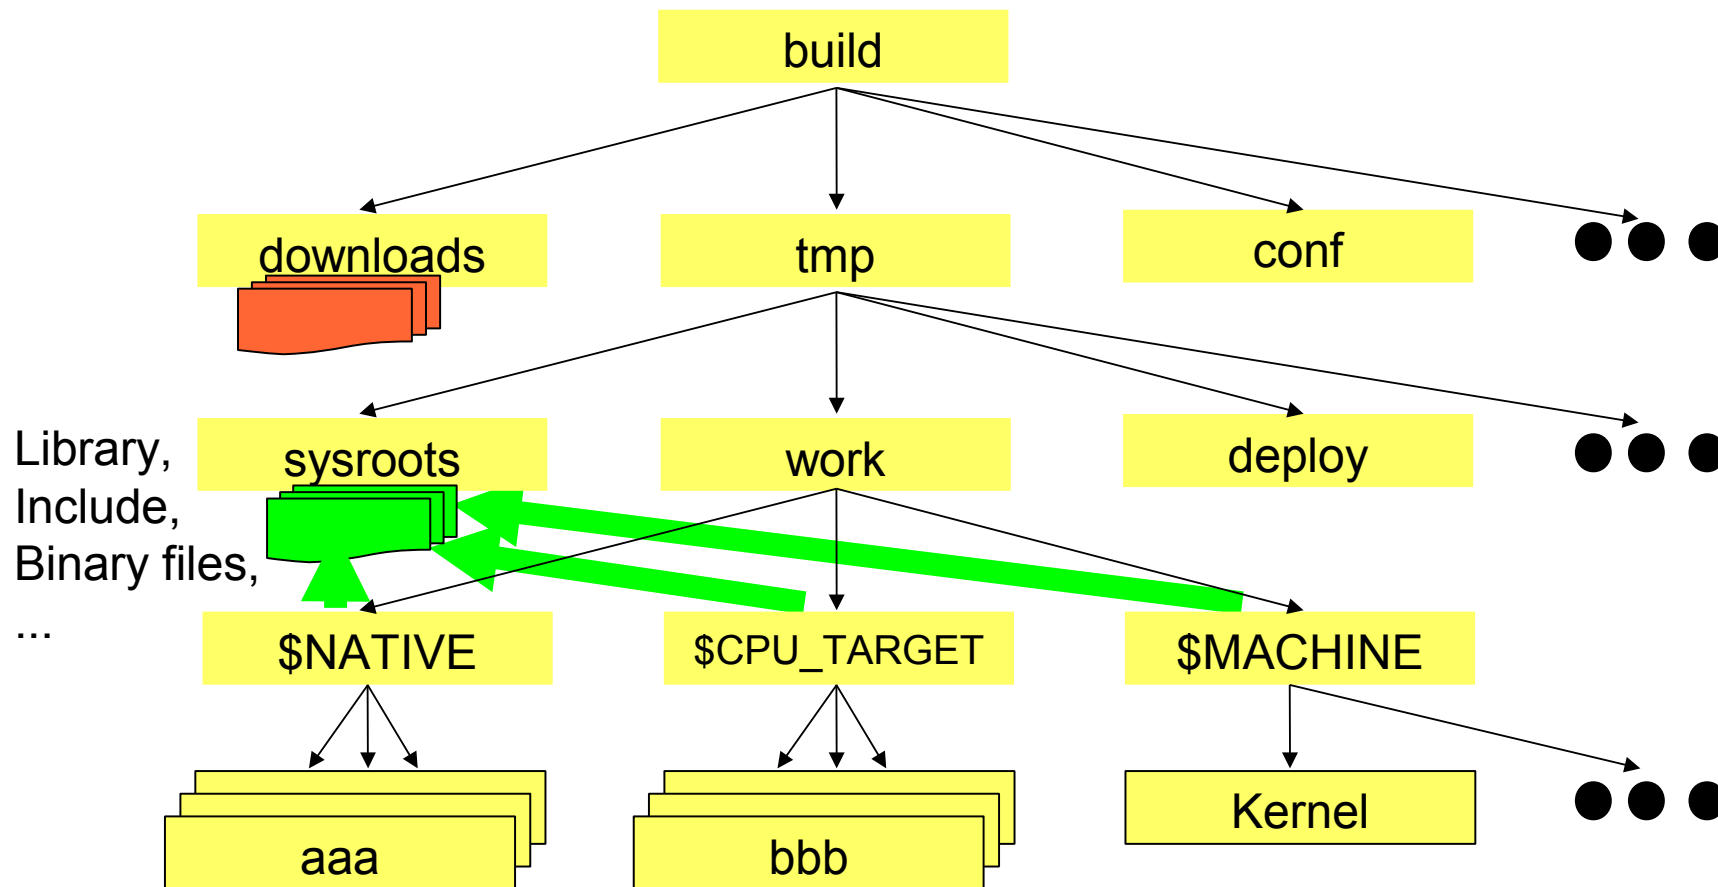 build
downloads
tmp
conf
sysroots
work
deploy
Library,
Include,
Binary files,
...
$NATIVE
$CPU_TARGET
$MACHINE
aaa
bbb
Kernel